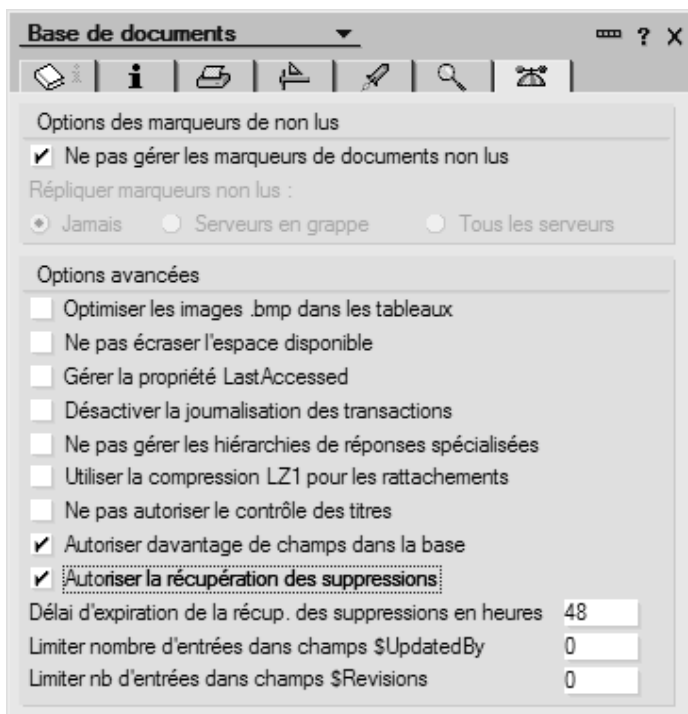 Base de documents
Options des marqueurs de non lus
Ne pas gérer les marqueurs de documents non lus
Répliquer marqueurs non lus :
Jamais Serveurs en grappe Tous les serveurs
Options avancées
Optimiser les images .bmp dans les tableaux
Ne pas écraser l'espace disponible
Gérer la propriété LastAccessed
Désactiver la journalisation des transactions
Ne pas gérer les hiérarchies de réponses spécialisées
Utiliser la compression LZ1 pour les rattachements
Ne pas autoriser le contrôle des titres
Autoriser davantage de champs dans la base
Autoriser la récupération des suppressions
Délai d'expiration de la récup. des suppressions en heures 48
Limiter nombre d'entrées dans champs $UpdatedBy 0
Limiter nb d'entrées dans champs $Revisions 0